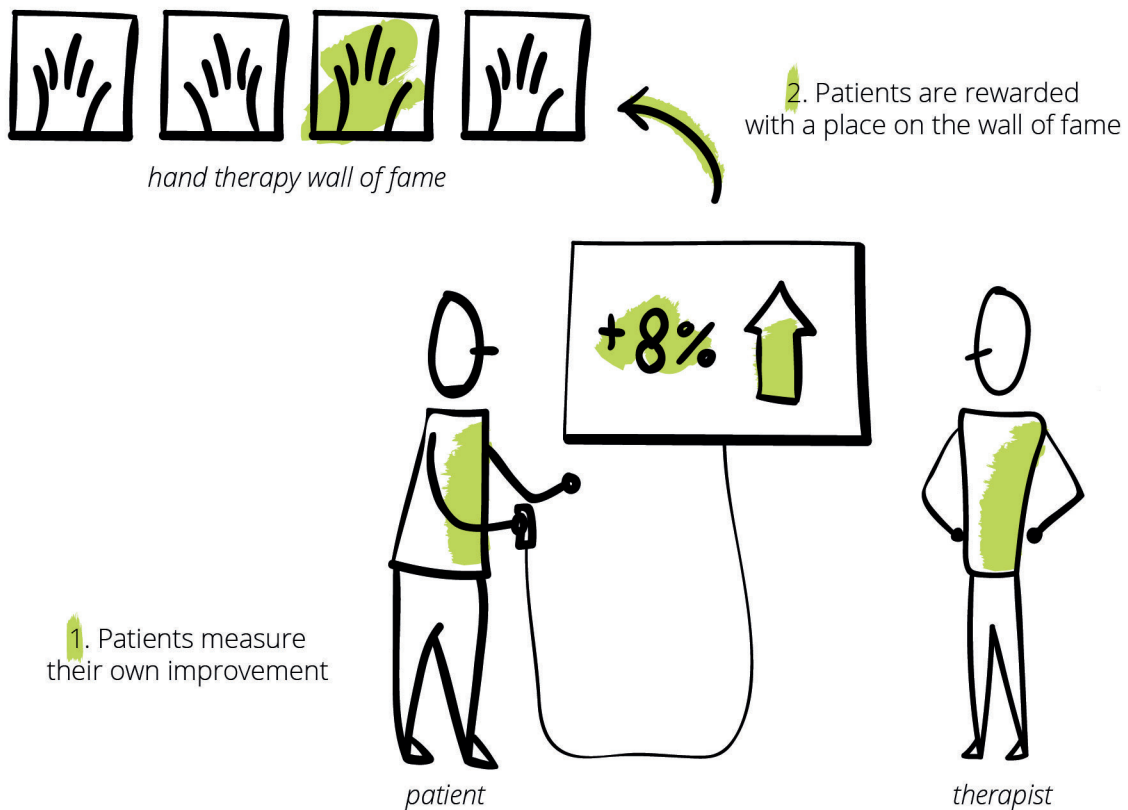 2. Patients are rewarded
with a place on the wall of fame
hand therapy wall of fame
+8%
1. Patients measure
their own improvement
patient
therapist